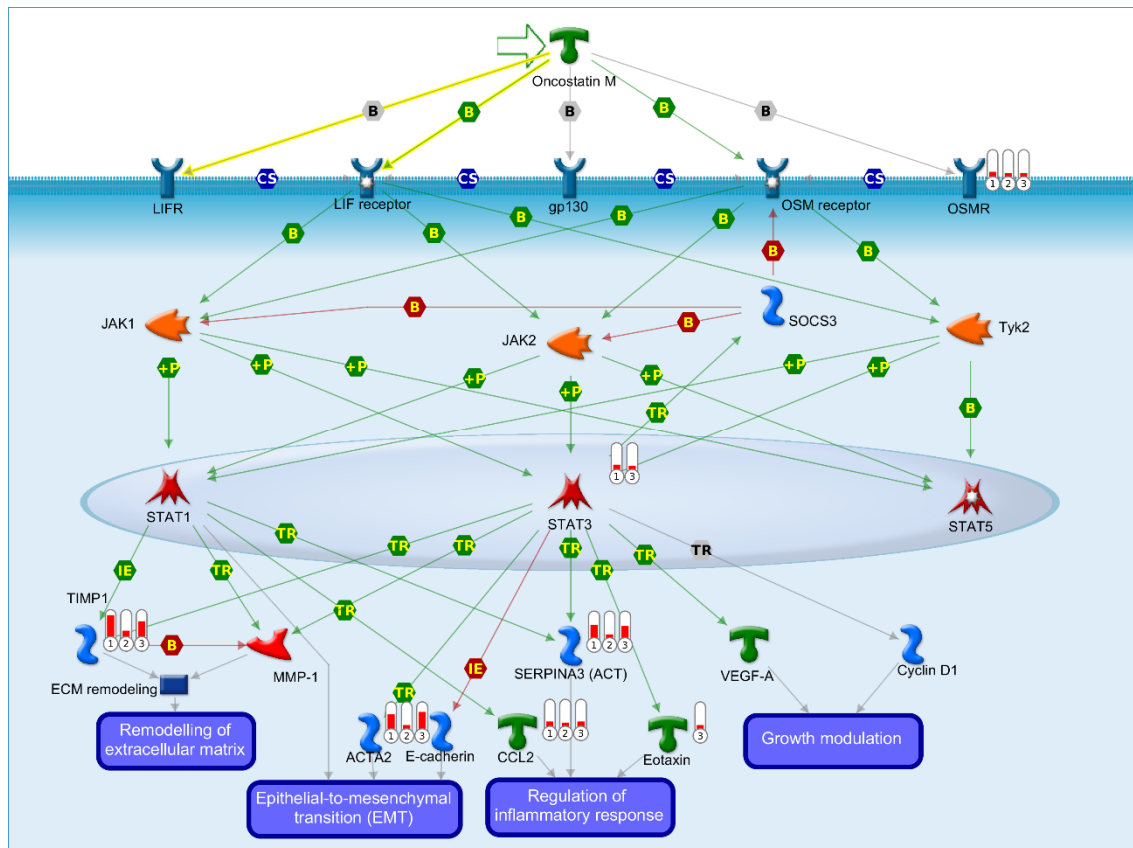 Oncostatin M
B
B
B
B
B
CS
CS
CS
CS
1 2 3
LIFR
LIF receptor
gp130
OSM receptor
OSMR
B
B
B
B
B
B
B
JAK1
B
B
SOCS3
JAK2
Tyk2
+P
+P
+P
+P
+P
+P
+P
+P
TR
B
1 3
STAT1
STAT3
STAT5
TR
TR
TR
TR
TR
TR
TR
IE
TR
TIMP1
1 2 3
B
TR
1 2 3
MMP-1
SERPINA3 (ACT)
VEGF-A
Cyclin D1
ECM remodeling
IE
TR
Remodelling of
extracellular matrix
1 2 3
1 2 3
3
Growth modulation
ACTA2
E-cadherin
CCL2
Eotaxin
Epithelial-to-mesenchymal
transition (EMT)
Regulation of
inflammatory response